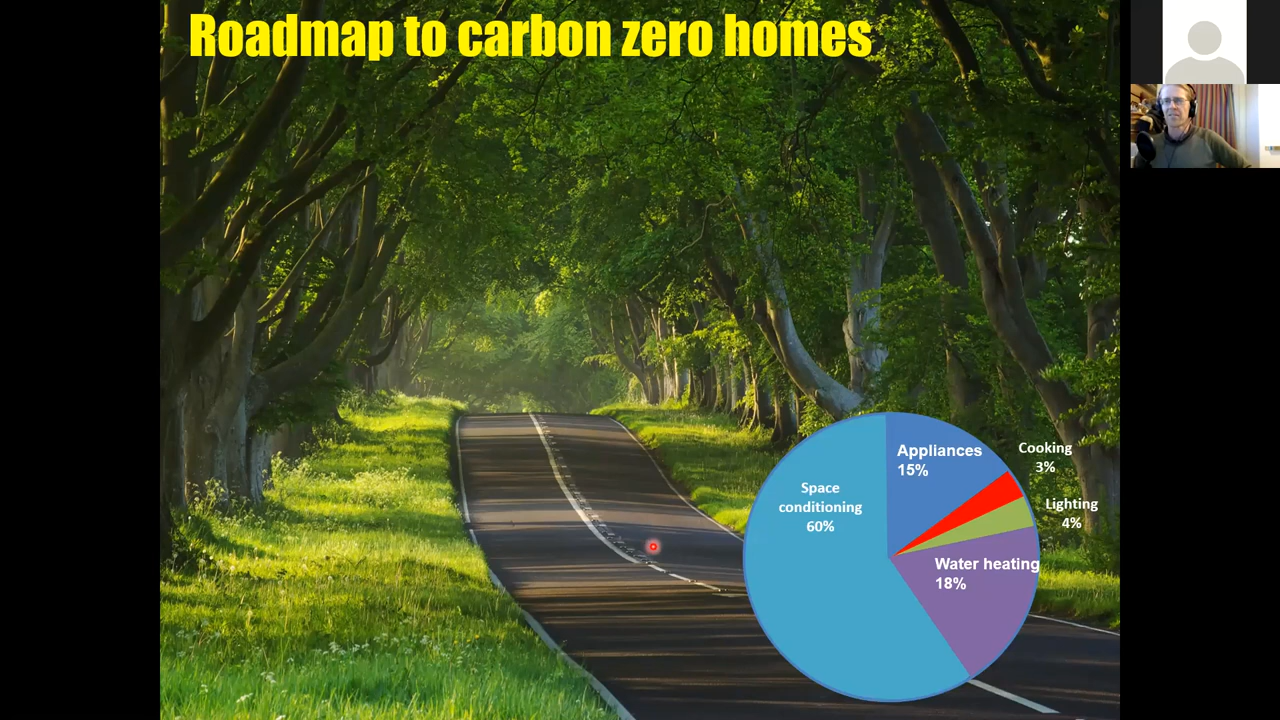 Roadmap to carbon zero homes
Appliances
15%
Cooking
3%
Space
conditioning
60%
Lighting
4%
Water heating
18%